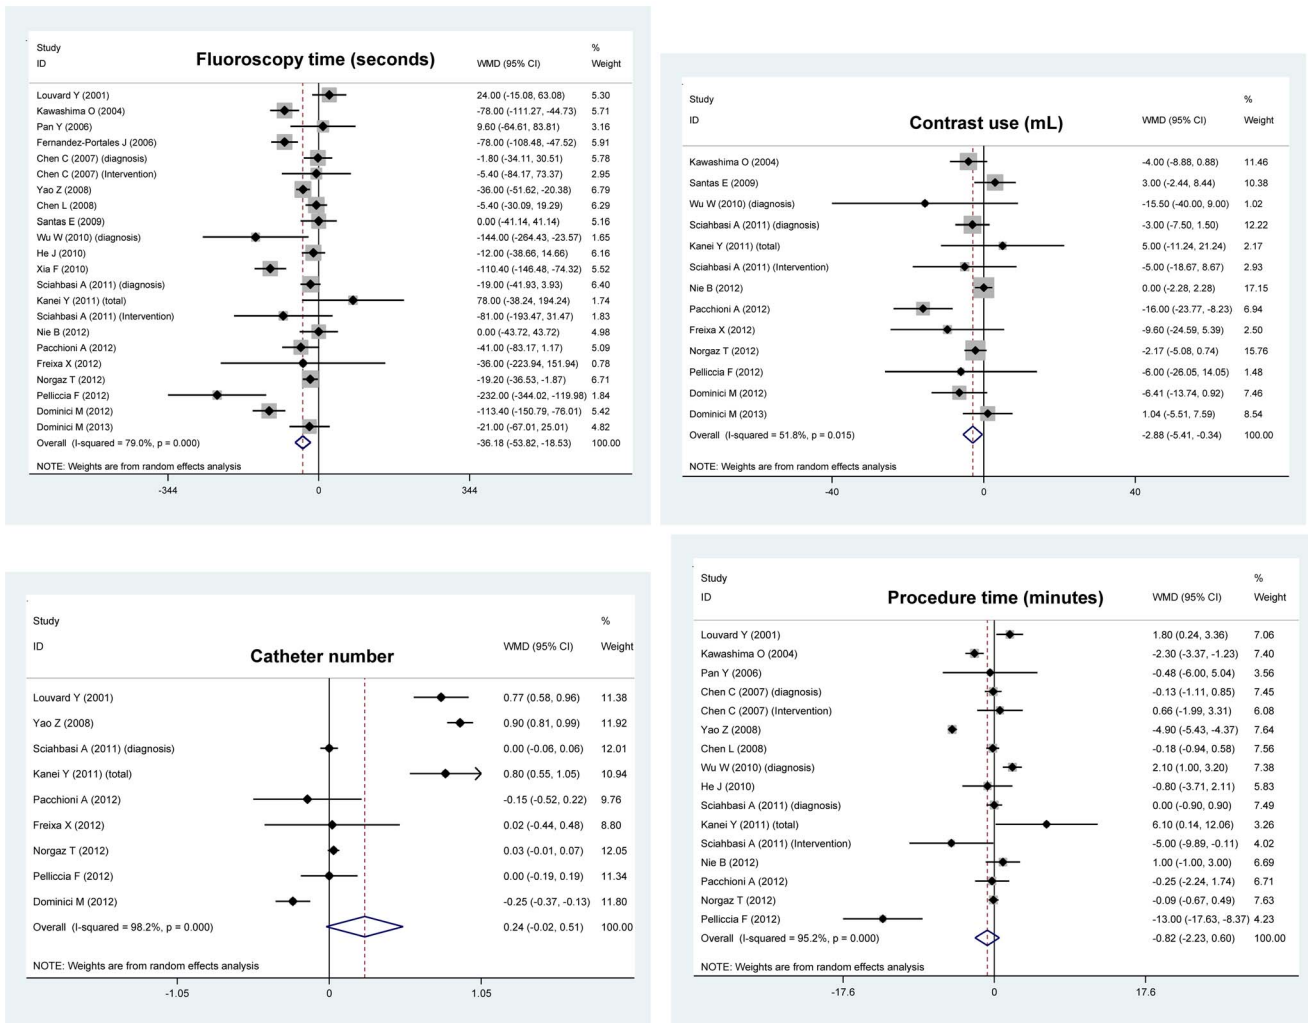 Study %
ID Fluoroscopy time (seconds) WMD (95% CI) Weight
Louvard Y (2001) 24.00 (-15.08, 63.08) 5.30
Kawashima O (2004) -78.00 (-111.27, -44.73) 5.71
Pan Y (2006) 9.60 (-64.61, 83.81) 3.16
Fernandez-Portales J (2006) -78.00 (-108.48, -47.52) 5.91
Chen C (2007) (diagnosis) -1.80 (-34.11, 30.51) 5.78
Chen C (2007) (Intervention) -5.40 (-84.17, 73.37) 2.95
Yao Z (2008) -36.00 (-51.62, -20.38) 6.79
Chen L (2008) -5.40 (-30.09, 19.29) 6.29
Santas E (2009) 0.00 (-41.14, 41.14) 5.16
Wu W (2010) (diagnosis) -144.00 (-264.43, -23.57) 1.65
He J (2010) -12.00 (-38.66, 14.66) 6.16
Xia F (2010) -110.40 (-146.48, -74.32) 5.52
Sciahbasi A (2011) (diagnosis) -19.00 (-41.93, 3.93) 6.40
Kanei Y (2011) (total) 78.00 (-38.24, 194.24) 1.74
Sciahbasi A (2011) (Intervention) -81.00 (-193.47, 31.47) 1.83
Nie B (2012) 0.00 (-43.72, 43.72) 4.98
Pacchioni A (2012) -41.00 (-83.17, 1.17) 5.09
Freixa X (2012) -36.00 (-223.94, 151.94) 0.78
Norgaz T (2012) -19.20 (-36.53, -1.87) 6.71
Pelliccia F (2012) -232.00 (-344.02, -119.98) 1.84
Dominici M (2012) -113.40 (-150.79, -76.01) 5.42
Dominici M (2013) -21.00 (-67.01, 25.01) 4.82
Overall (I-squared = 79.0%, p = 0.000) -36.18 (-53.82, -18.53) 100.00
NOTE: Weights are from random effects analysis
-344 0 344
Study %
ID Contrast use (mL) WMD (95% CI) Weight
Kawashima O (2004) -4.00 (-8.88, 0.88) 11.46
Santas E (2009) 3.00 (-2.44, 8.44) 10.38
Wu W (2010) (diagnosis) -15.50 (-40.00, 9.00) 1.02
Sciahbasi A (2011) (diagnosis) -3.00 (-7.50, 1.50) 12.22
Kanei Y (2011) (total) 5.00 (-11.24, 21.24) 2.17
Sciahbasi A (2011) (Intervention) -5.00 (-18.67, 8.67) 2.93
Nie B (2012) 0.00 (-2.28, 2.28) 17.15
Pacchioni A (2012) -16.00 (-23.77, -8.23) 6.94
Freixa X (2012) -9.60 (-24.59, 5.39) 2.50
Norgaz T (2012) -2.17 (-5.08, 0.74) 15.76
Pelliccia F (2012) -6.00 (-26.05, 14.05) 1.48
Dominici M (2012) -6.41 (-13.74, 0.92) 7.46
Dominici M (2013) 1.04 (-5.51, 7.59) 8.54
Overall (I-squared = 51.8%, p = 0.015) -2.88 (-5.41, -0.34) 100.00
NOTE: Weights are from random effects analysis
-40 0 40
Study %
ID Catheter number WMD (95% CI) Weight
Louvard Y (2001) 0.77 (0.58, 0.96) 11.38
Yao Z (2008) 0.90 (0.81, 0.99) 11.92
Sciahbasi A (2011) (diagnosis) 0.00 (-0.06, 0.06) 12.01
Kanei Y (2011) (total) 0.80 (0.55, 1.05) 10.94
Pacchioni A (2012) -0.15 (-0.52, 0.22) 9.76
Freixa X (2012) 0.02 (-0.44, 0.48) 8.80
Norgaz T (2012) 0.03 (-0.01, 0.07) 12.05
Pelliccia F (2012) 0.00 (-0.19, 0.19) 11.34
Dominici M (2012) -0.25 (-0.37, -0.13) 11.80
Overall (I-squared = 98.2%, p = 0.000) 0.24 (-0.02, 0.51) 100.00
NOTE: Weights are from random effects analysis
-1.05 0 1.05
Study %
ID Procedure time (minutes) WMD (95% CI) Weight
Louvard Y (2001) 1.80 (0.24, 3.36) 7.06
Kawashima O (2004) -2.30 (-3.37, -1.23) 7.40
Pan Y (2006) -0.48 (-6.00, 5.04) 3.56
Chen C (2007) (diagnosis) -0.13 (-1.11, 0.85) 7.45
Chen C (2007) (Intervention) 0.66 (-1.99, 3.31) 6.08
Yao Z (2008) -4.90 (-5.43, -4.37) 7.64
Chen L (2008) -0.18 (-0.94, 0.58) 7.56
Wu W (2010) (diagnosis) 2.10 (1.00, 3.20) 7.38
He J (2010) -0.80 (-3.71, 2.11) 5.83
Sciahbasi A (2011) (diagnosis) 0.00 (-0.90, 0.90) 7.49
Kanei Y (2011) (total) 6.10 (0.14, 12.06) 3.26
Sciahbasi A (2011) (Intervention) -5.00 (-9.89, -0.11) 4.02
Nie B (2012) 1.00 (-1.00, 3.00) 6.69
Pacchioni A (2012) -0.25 (-2.24, 1.74) 6.71
Norgaz T (2012) -0.09 (-0.67, 0.49) 7.63
Pelliccia F (2012) -13.00 (-17.63, -8.37) 4.23
Overall (I-squared = 95.2%, p = 0.000) -0.82 (-2.23, 0.60) 100.00
NOTE: Weights are from random effects analysis
-17.6 0 17.6